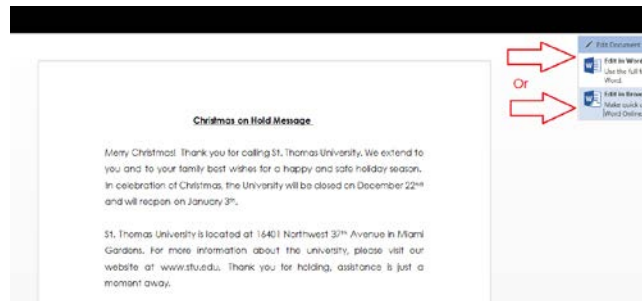 Edit Document
Edit in Word
Use the full f
Word.
Or
Edit in Brow
Make quick c
Word Online
Christmas on Hold Message
Merry Christmas! Thank you for calling St. Thomas University. We extend to
you and to your family best wishes for a happy and safe holiday season.
In celebration of Christmas, the University will be closed on December 22ⁿᵈ
and will reopen on January 3ʳᵈ.
St. Thomas University is located at 16401 Northwest 37ᵗʰ Avenue in Miami
Gardens. For more information about the university, please visit our
website at www.stu.edu. Thank you for holding, assistance is just a
moment away.